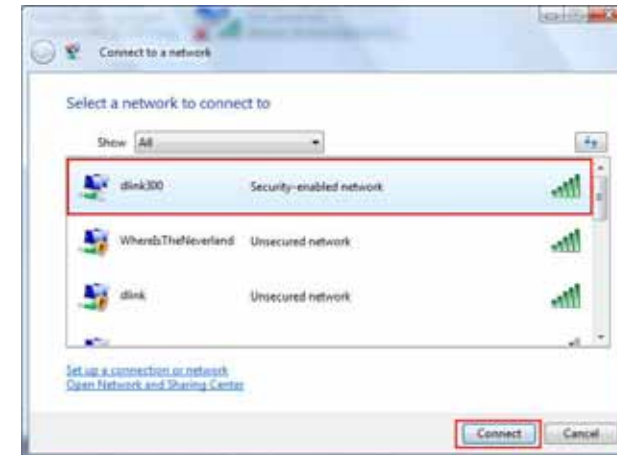 Connect to a network
Select a network to connect to
Show All
dlink300 Security-enabled network
WhereIsTheNeverland Unsecured network
dlink Unsecured network
Set up a connection or network
Open Network and Sharing Center
Connect Cancel